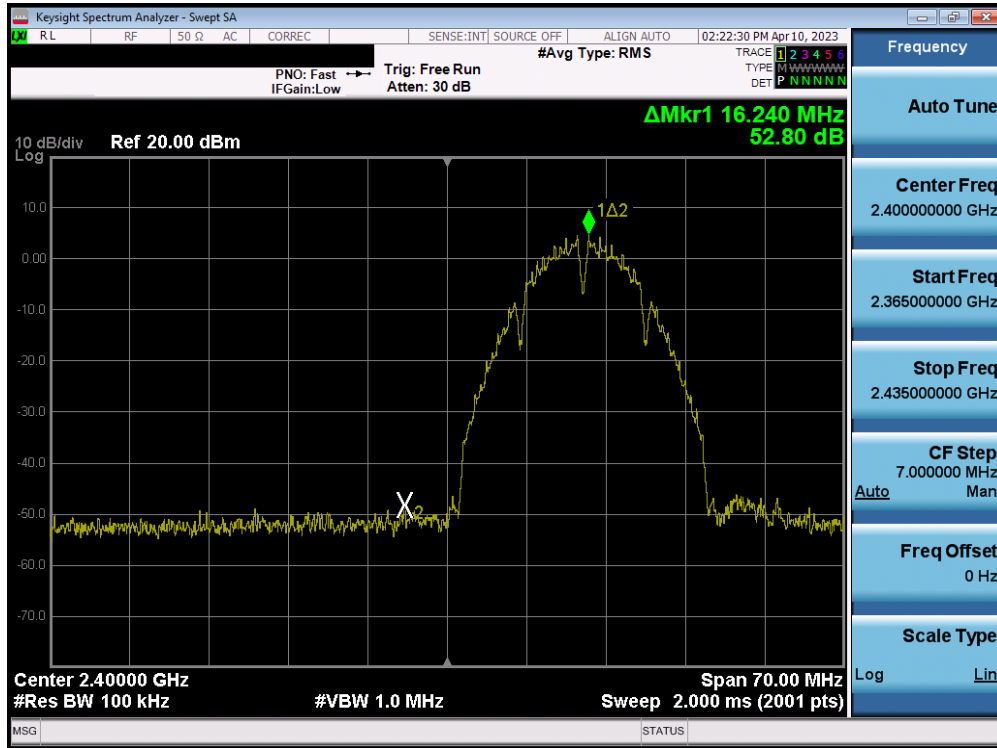 Keysight Spectrum Analyzer - Swept SA
LXI RL RF 50 Ω AC CORREC SENSE:INT SOURCE OFF ALIGN AUTO 02:22:30 PM Apr 10, 2023
#Avg Type: RMS
TRACE 1 2 3 4 5 6
TYPE M WWWWW
DET P N N N N N
PNO: Fast
IFGain:Low
Trig: Free Run
Atten: 30 dB
ΔMkr1 16.240 MHz
52.80 dB
10 dB/div Ref 20.00 dBm
Log
1Δ2
10.0
0.00
-10.0
-20.0
-30.0
-40.0
X2
-50.0
-60.0
-70.0
Center 2.40000 GHz Span 70.00 MHz
#Res BW 100 kHz #VBW 1.0 MHz Sweep 2.000 ms (2001 pts)
MSG STATUS
Frequency
Auto Tune
Center Freq
2.400000000 GHz
Start Freq
2.365000000 GHz
Stop Freq
2.435000000 GHz
CF Step
7.000000 MHz
Auto Man
Freq Offset
0 Hz
Scale Type
Log Lin